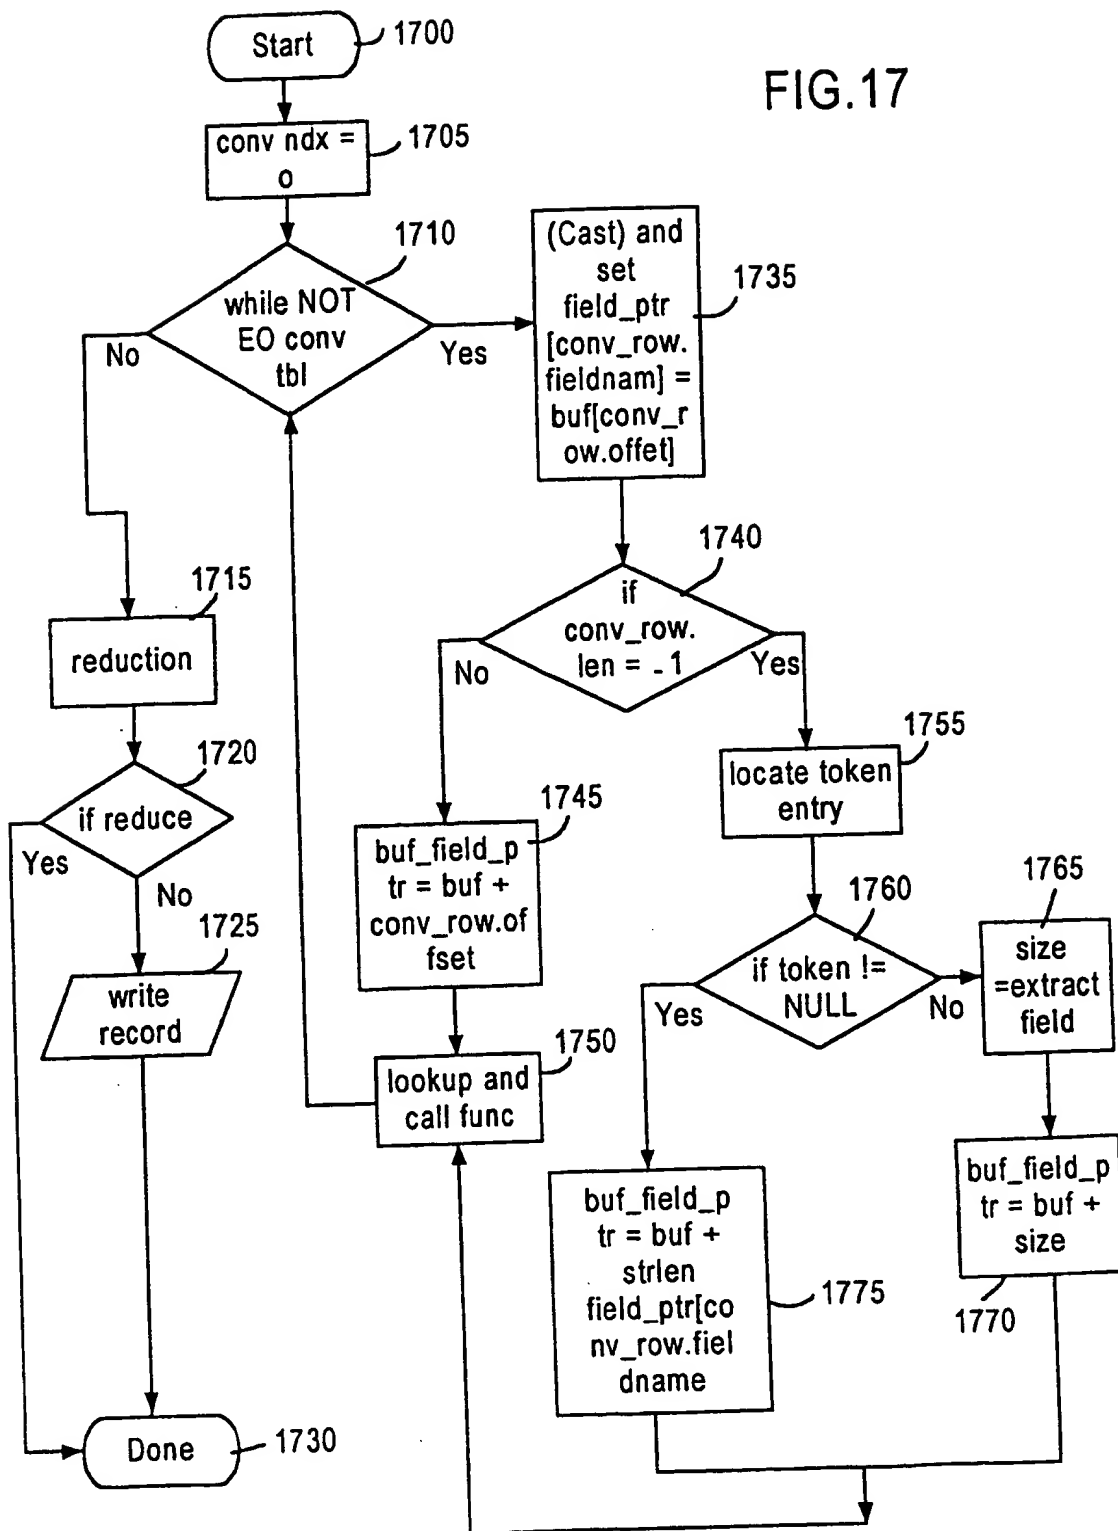 Start
1700
FIG.17
conv ndx =
o
1705
while NOT
EO conv
tbl
1710
No
Yes
(Cast) and
set
field_ptr
[conv_row.
fieldnam] =
buf[conv_r
ow.offet]
1735
if
conv_row.
len = - 1
1740
No
Yes
reduction
1715
if reduce
1720
Yes
No
write
record
1725
Done
1730
buf_field_p
tr = buf +
conv_row.of
fset
1745
lookup and
call func
1750
locate token
entry
1755
if token !=
NULL
1760
Yes
No
size
=extract
field
1765
buf_field_p
tr = buf +
size
1770
buf_field_p
tr = buf +
strlen
field_ptr[co
nv_row.fiel
dname
1775